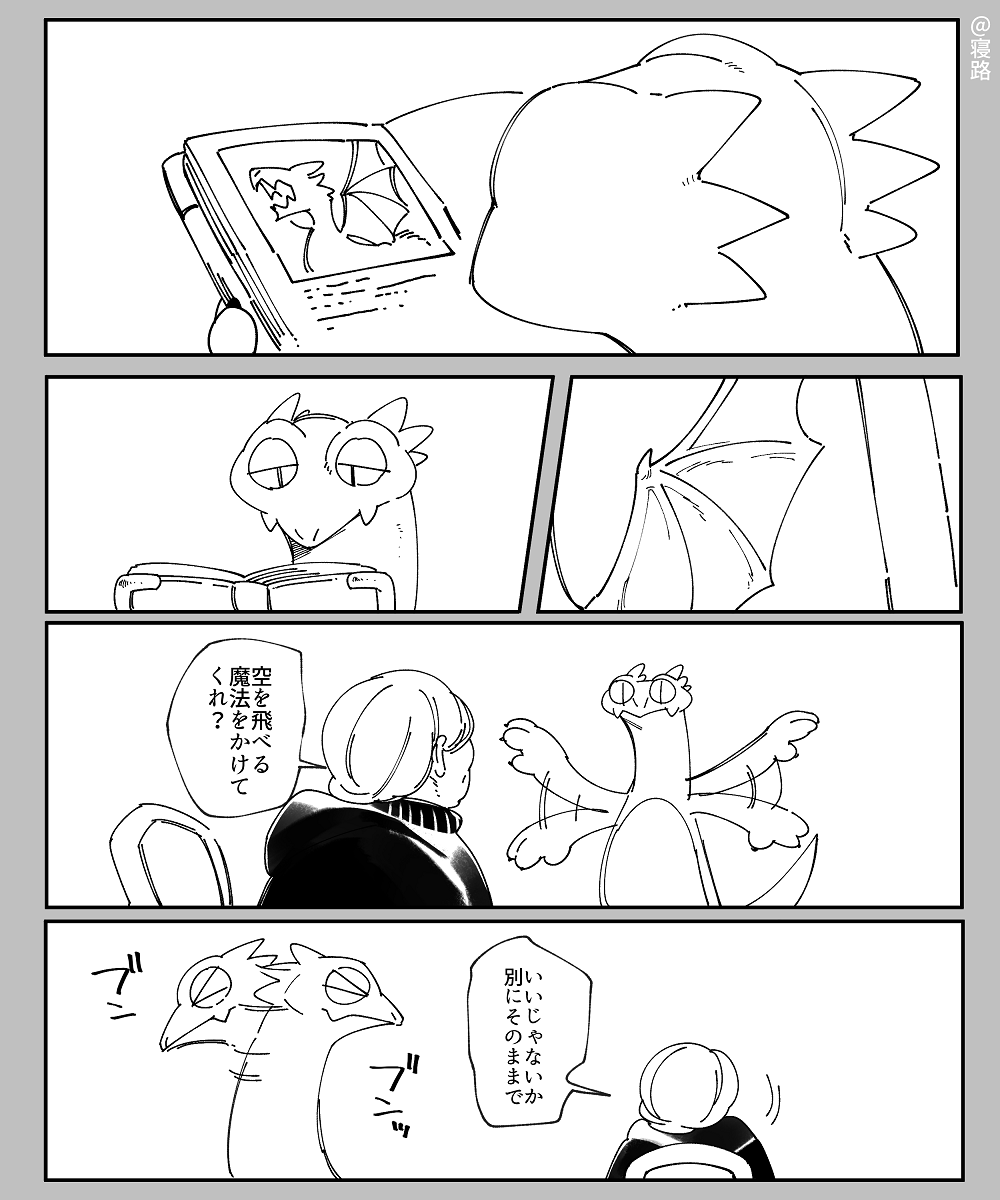 @寝路
空を飛べる
魔法をかけて
くれ?
いいじゃないか
別にそのままで
ブン
ブンッ